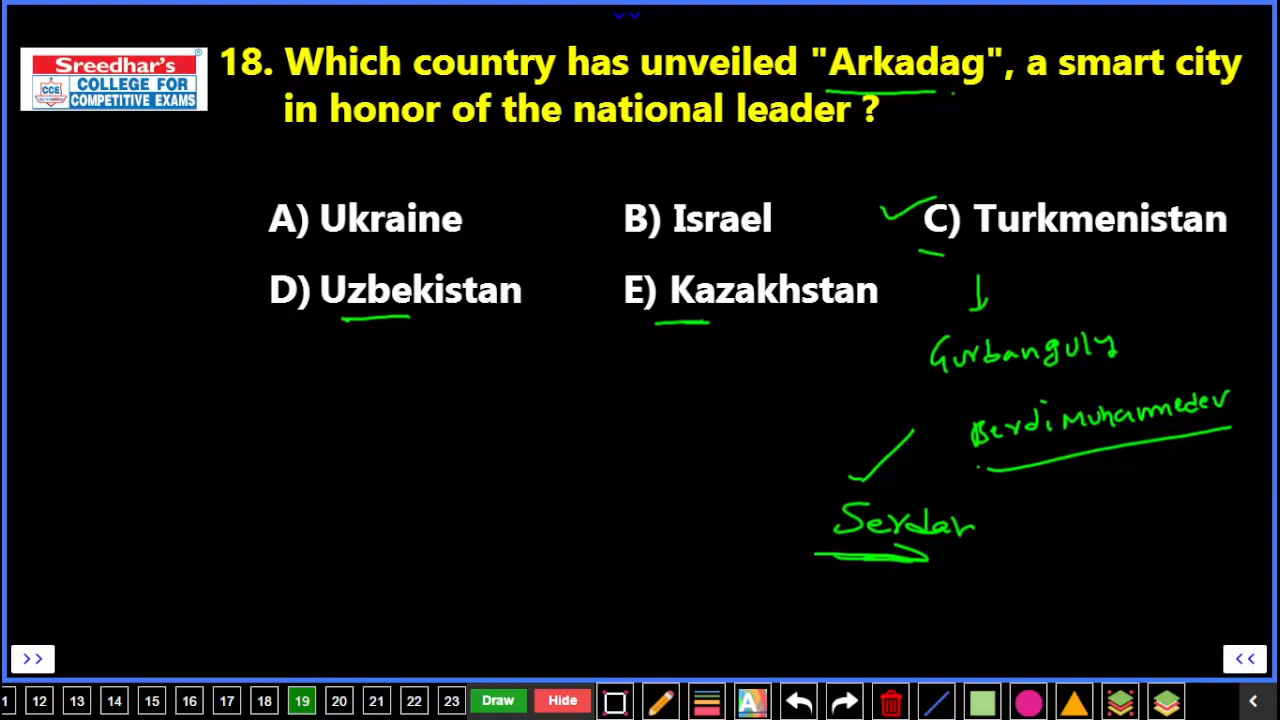 Sreedhar's
CCE
COLLEGE FOR
COMPETITIVE EXAMS
18. Which country has unveiled "Arkadag", a smart city
in honor of the national leader ?
A) Ukraine B) Israel C) Turkmenistan
D) Uzbekistan E) Kazakhstan
Gurbanguly
Berdimuhammedev
Serdar
>> <<
1 12 13 14 15 16 17 18 19 20 21 22 23 Draw Hide A